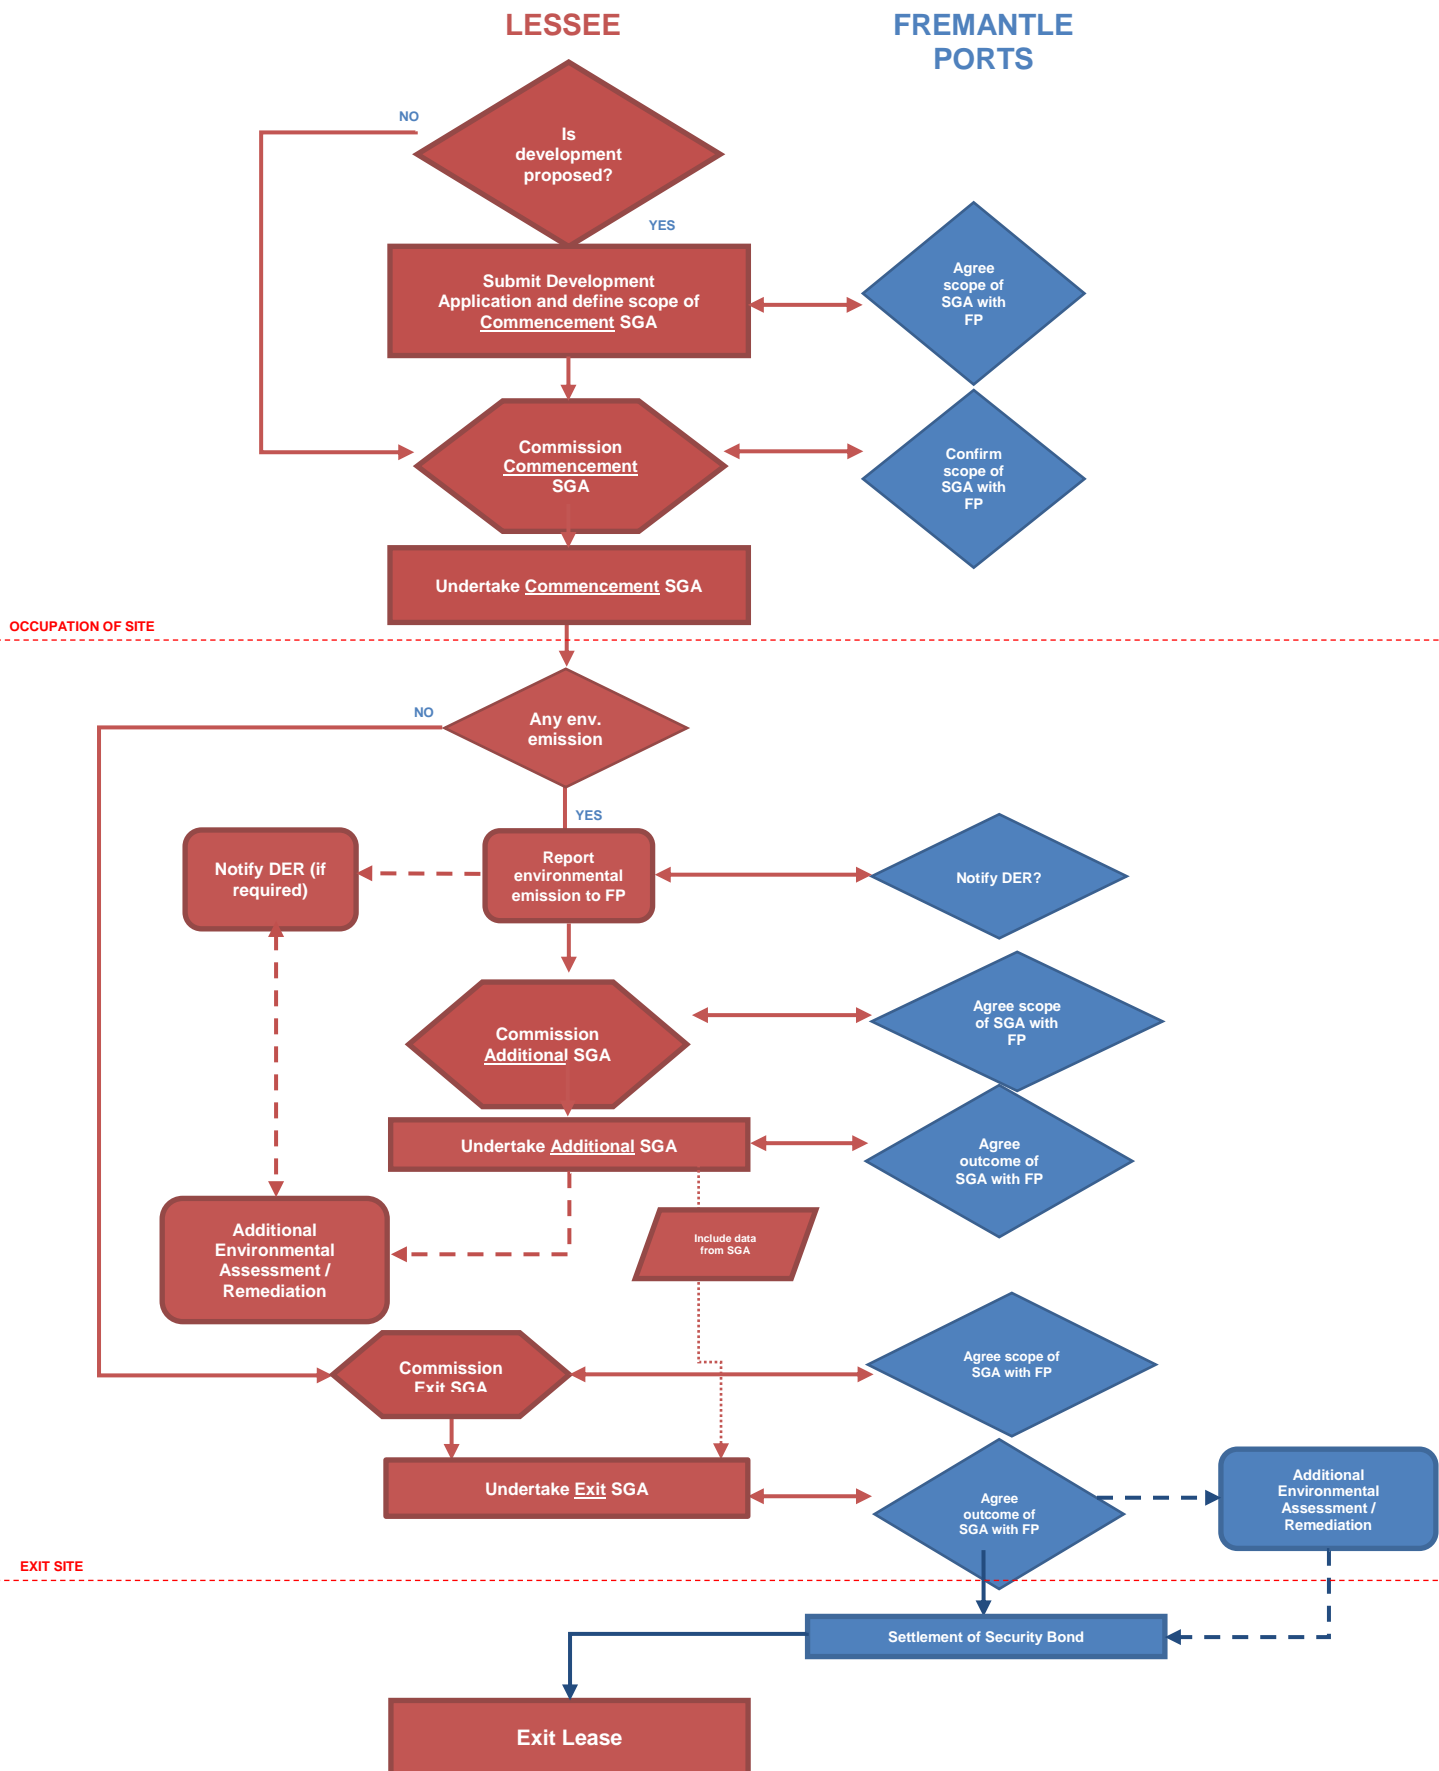 LESSEE
FREMANTLE
PORTS
NO
Is
development
proposed?
YES
Submit Development
Application and define scope of
Commencement SGA
Agree
scope of
SGA with
FP
Commission
Commencement
SGA
Confirm
scope of
SGA with
FP
Undertake Commencement SGA
OCCUPATION OF SITE
NO
Any env.
emission
YES
Notify DER (if
required)
Report
environmental
emission to FP
Notify DER?
Commission
Additional SGA
Agree scope
of SGA with
FP
Undertake Additional SGA
Agree
outcome of
SGA with FP
Additional
Environmental
Assessment /
Remediation
Include data
from SGA
Commission
Exit SGA
Agree scope of
SGA with FP
Undertake Exit SGA
Agree
outcome of
SGA with FP
Additional
Environmental
Assessment /
Remediation
EXIT SITE
Settlement of Security Bond
Exit Lease